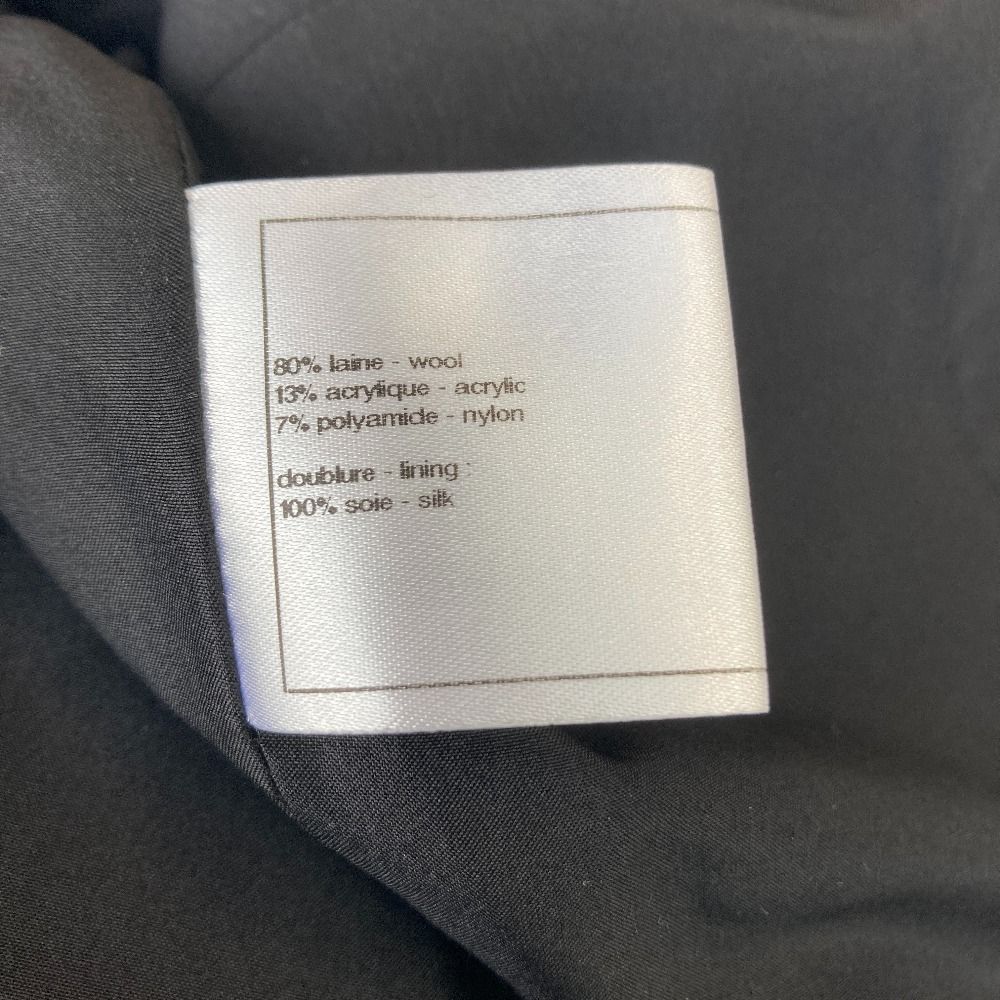 80% laine - wool
13% acrylique - acrylic
7% polyamide - nylon
doublure - lining :
100% soie - silk